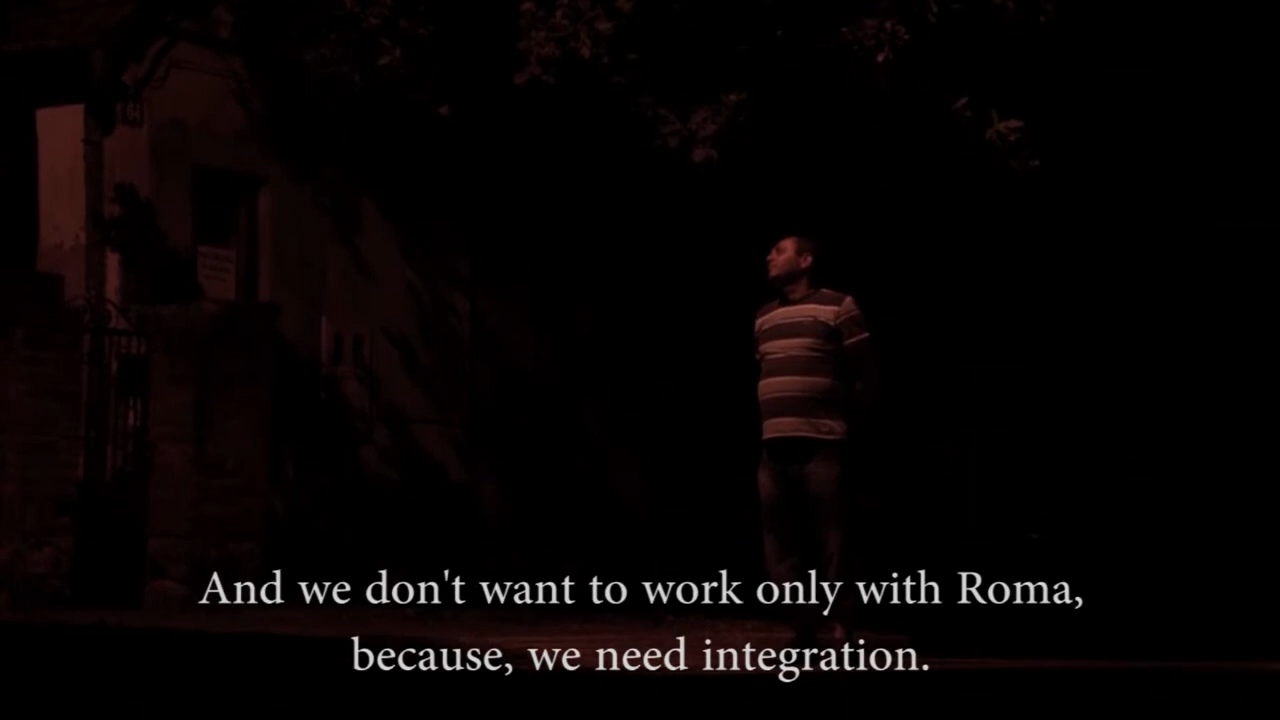 And we don't want to work only with Roma,
because, we need integration.